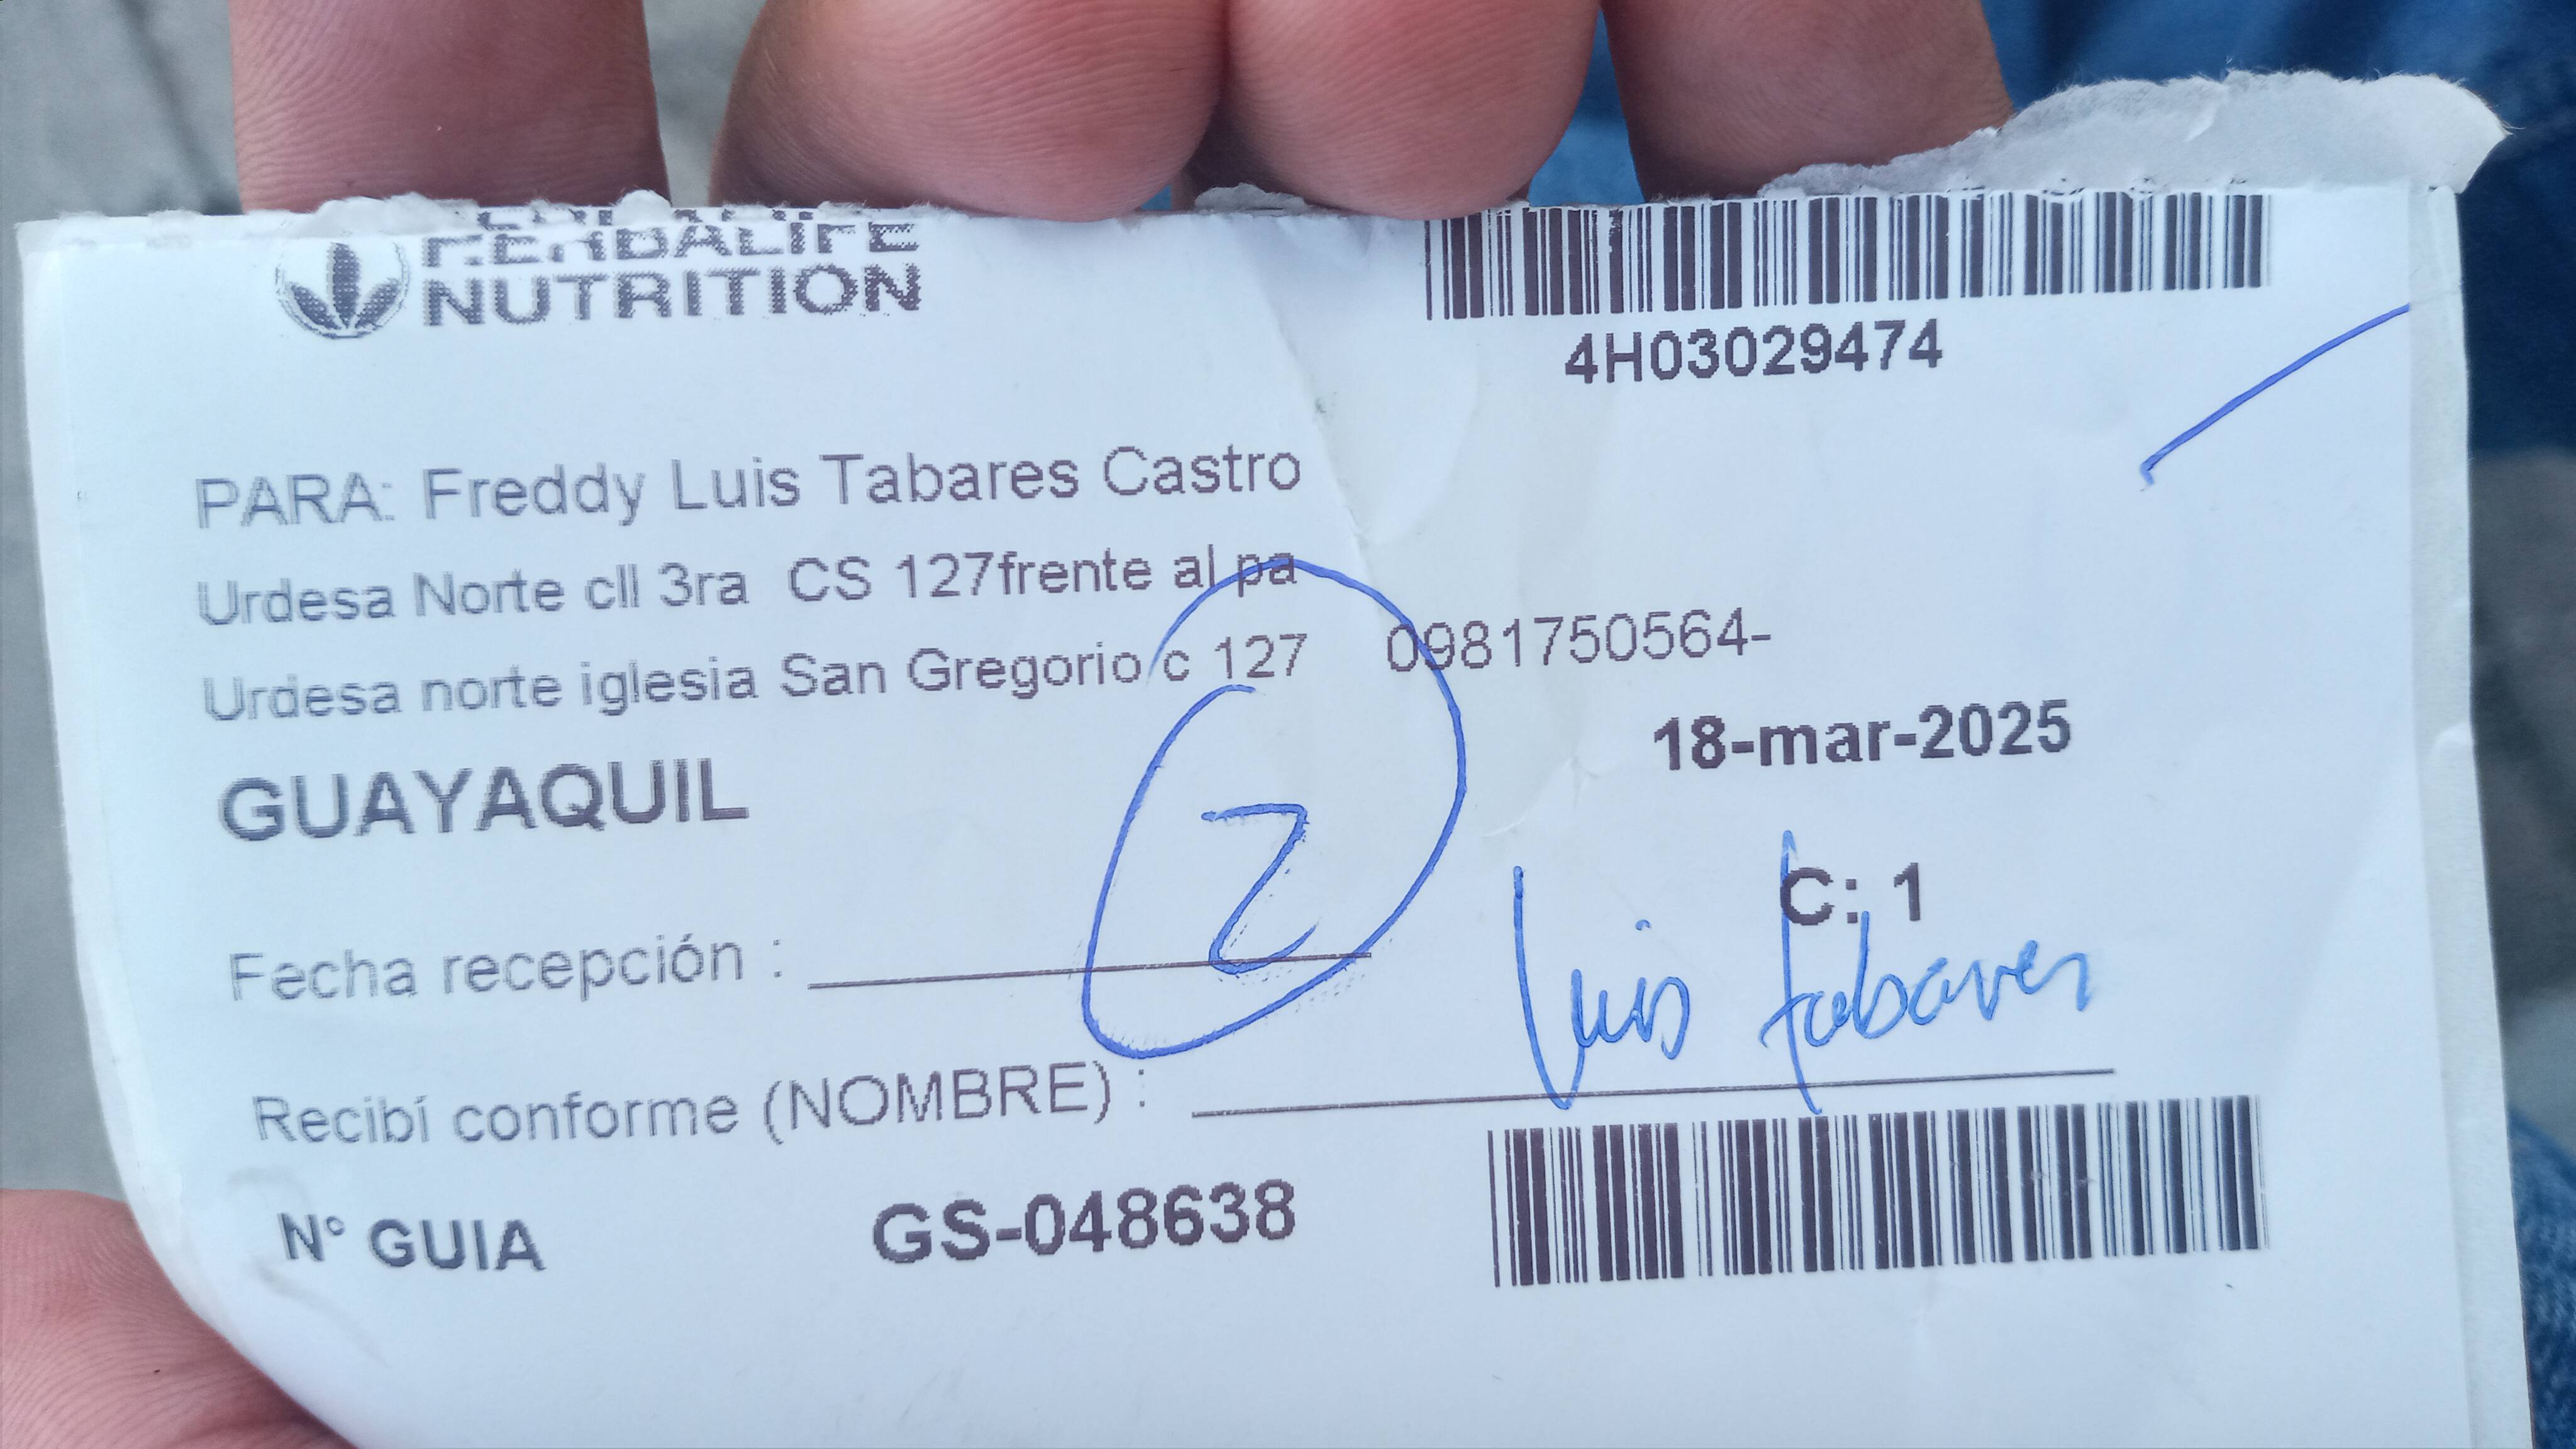 HERBALIFE
NUTRITION
4H03029474
PARA: Freddy Luis Tabares Castro
Urdesa Norte cll 3ra CS 127frente al pa
Urdesa norte iglesia San Gregorio c 127 0981750564-
GUAYAQUIL
18-mar-2025
2
C: 1
Fecha recepción :
Luis tabares
Recibí conforme (NOMBRE) :
N° GUIA GS-048638